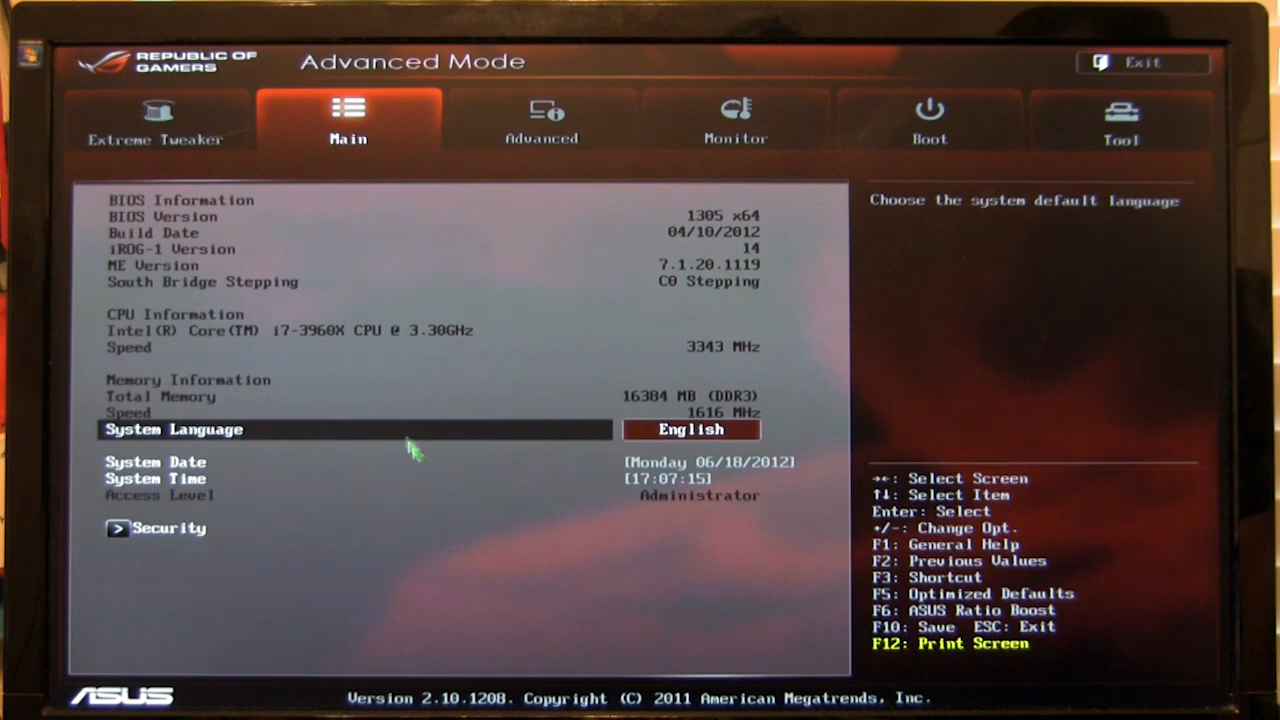 REPUBLIC OF
GAMERS
Advanced Mode
Exit
Extreme Tweaker
Main
Advanced
Monitor
Boot
Tool
BIOS Information
BIOS Version 1305 x64
Build Date 04/10/2012
iROG-1 Version 14
ME Version 7.1.20.1119
South Bridge Stepping C0 Stepping
CPU Information
Intel(R) Core(TM) i7-3960X CPU @ 3.30GHz
Speed 3343 MHz
Memory Information
Total Memory 16384 MB (DDR3)
Speed 1616 MHz
System Language English
System Date [Monday 06/18/2012]
System Time [17:07:15]
Access Level Administrator
> Security
Choose the system default language
→←: Select Screen
↑↓: Select Item
Enter: Select
+/-: Change Opt.
F1: General Help
F2: Previous Values
F3: Shortcut
F5: Optimized Defaults
F6: ASUS Ratio Boost
F10: Save ESC: Exit
F12: Print Screen
ASUS
Version 2.10.1208. Copyright (C) 2011 American Megatrends, Inc.